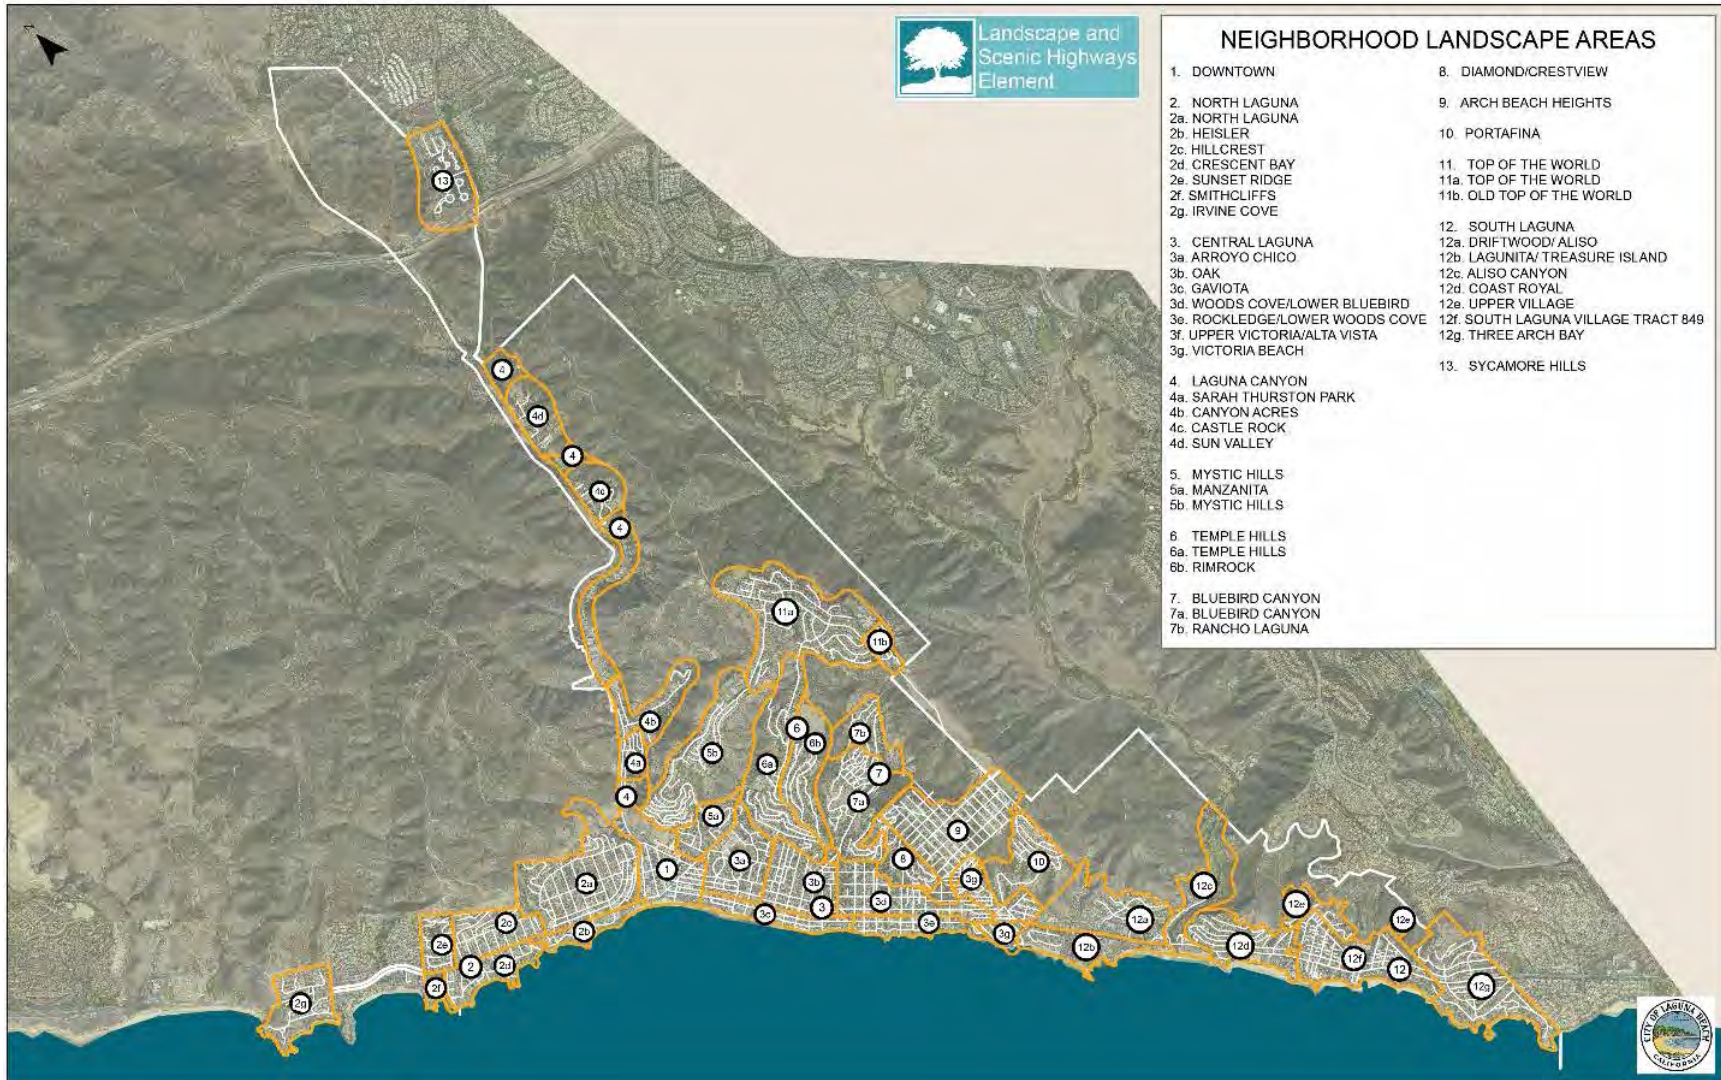 Landscape and
Scenic Highways
Element
NEIGHBORHOOD LANDSCAPE AREAS
1. DOWNTOWN
2. NORTH LAGUNA
2a. NORTH LAGUNA
2b. HEISLER
2c. HILLCREST
2d. CRESCENT BAY
2e. SUNSET RIDGE
2f. SMITHCLIFFS
2g. IRVINE COVE
3. CENTRAL LAGUNA
3a. ARROYO CHICO
3b. OAK
3c. GAVIOTA
3d. WOODS COVE/LOWER BLUEBIRD
3e. ROCKLEDGE/LOWER WOODS COVE
3f. UPPER VICTORIA/ALTA VISTA
3g. VICTORIA BEACH
4. LAGUNA CANYON
4a. SARAH THURSTON PARK
4b. CANYON ACRES
4c. CASTLE ROCK
4d. SUN VALLEY
5. MYSTIC HILLS
5a. MANZANITA
5b. MYSTIC HILLS
6. TEMPLE HILLS
6a. TEMPLE HILLS
6b. RIMROCK
7. BLUEBIRD CANYON
7a. BLUEBIRD CANYON
7b. RANCHO LAGUNA
8. DIAMOND/CRESTVIEW
9. ARCH BEACH HEIGHTS
10. PORTAFINA
11. TOP OF THE WORLD
11a. TOP OF THE WORLD
11b. OLD TOP OF THE WORLD
12. SOUTH LAGUNA
12a. DRIFTWOOD/ ALISO
12b. LAGUNITA/ TREASURE ISLAND
12c. ALISO CANYON
12d. COAST ROYAL
12e. UPPER VILLAGE
12f. SOUTH LAGUNA VILLAGE TRACT 849
12g. THREE ARCH BAY
13. SYCAMORE HILLS
13
4
4d
4
4c
4
11a
11b
4b
6
7b
6b
5b
4a
6a
7
4
7a
5a
9
3a
8
10
1
3b
3g
2a
12c
3d
12e
3
3c
12a
12e
2c
3e
2b
3g
2e
12b
12d
12f
2d
2
12
2f
12g
2g
CITY OF LAGUNA BEACH
CALIFORNIA